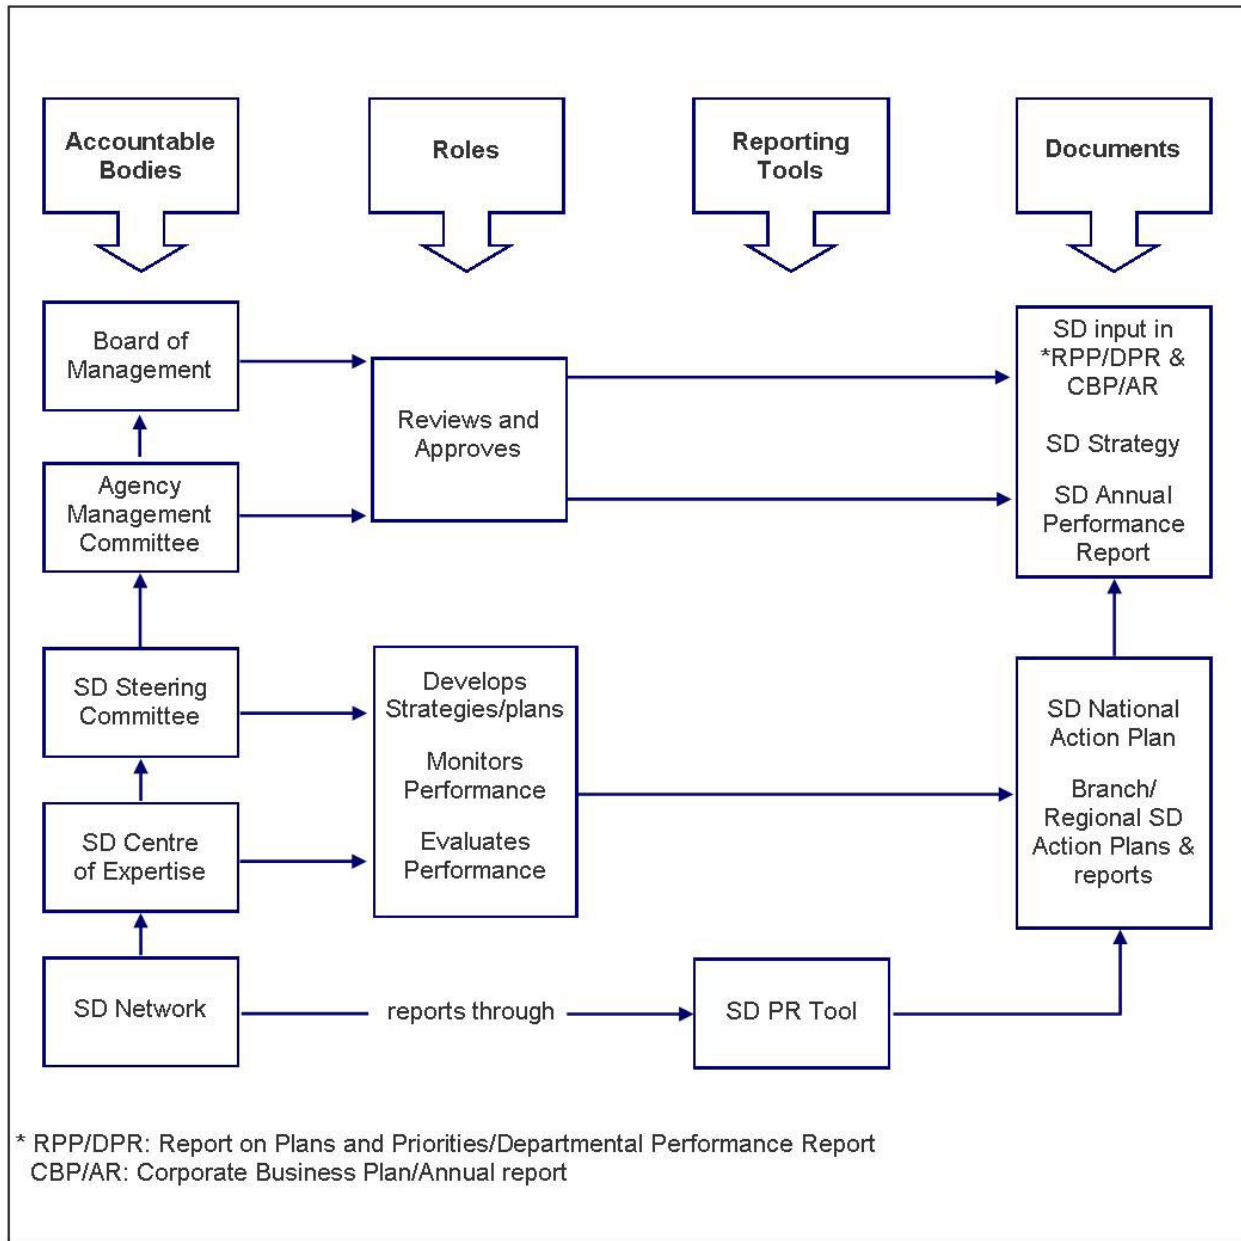 Accountable
Bodies
Roles
Reporting
Tools
Documents
Board of
Management
Reviews and
Approves
SD input in
*RPP/DPR &
CBP/AR
SD Strategy
SD Annual
Performance
Report
Agency
Management
Committee
SD Steering
Committee
Develops
Strategies/plans
Monitors
Performance
Evaluates
Performance
SD National
Action Plan
Branch/
Regional SD
Action Plans &
reports
SD Centre
of Expertise
SD Network
reports through
SD PR Tool
* RPP/DPR: Report on Plans and Priorities/Departmental Performance Report
CBP/AR: Corporate Business Plan/Annual report